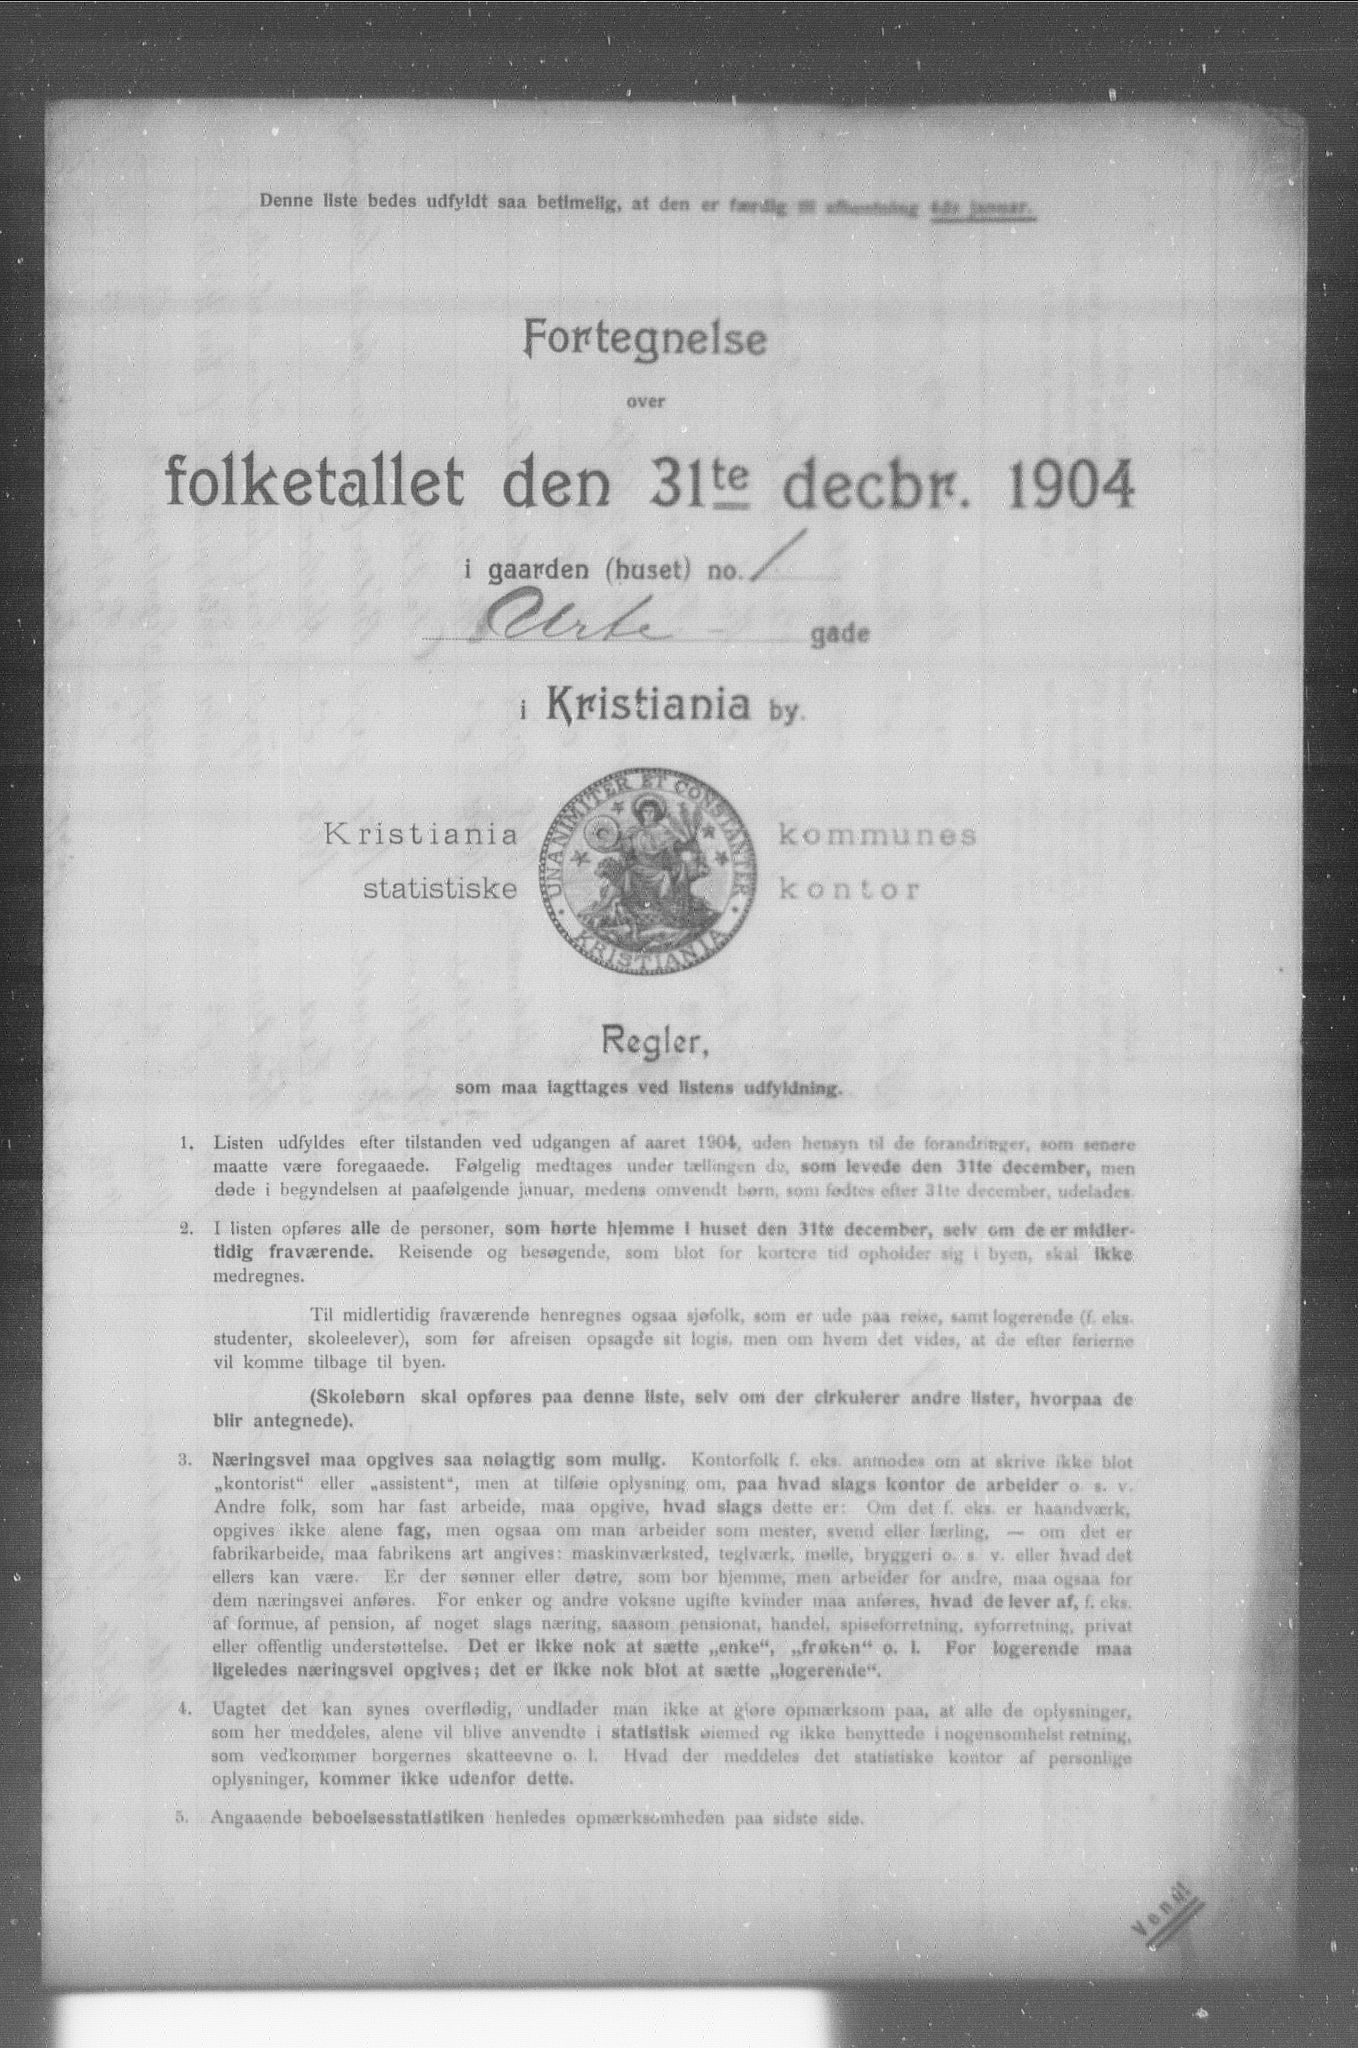 Denne liste bedes udfyldt saa betimelig, at den er færdig til afhentning januar.
Fortegnelse
over
folketallet den 31te decbr. 1904
i gaarden (huset) no. 1
Urte - gade
i Kristiania by.
UNANIMITER ET CONSTANTER
KRISTIANIA
Kristiania kommunes
statistiske kontor
Regler,
som maa iagttages ved listens udfyldning.
1. Listen udfyldes efter tilstanden ved udgangen af aaret 1904, uden hensyn til de forandringer, som senere
maatte være foregaaede. Følgelig medtages under tællingen de, som levede den 31te december, men
døde i begyndelsen af paafølgende januar, medens omvendt børn, som fødtes efter 31te december, udelades.
2. I listen opføres alle de personer, som hørte hjemme i huset den 31te december, selv om de er midler-
tidig fraværende. Reisende og besøgende, som blot for kortere tid opholder sig i byen, skal ikke
medregnes.
Til midlertidig fraværende henregnes ogsaa sjøfolk, som er ude paa reise, samt logerende (f. eks.
studenter, skoleelever), som før afreisen opsagde sit logis, men om hvem det vides, at de efter ferierne
vil komme tilbage til byen.
(Skolebørn skal opføres paa denne liste, selv om der cirkulerer andre lister, hvorpaa de
blir antegnede).
3. Næringsvei maa opgives saa nøiagtig som mulig. Kontorfolk f. eks. anmodes om at skrive ikke blot
„kontorist“ eller „assistent“, men at tilføie oplysning om, paa hvad slags kontor de arbeider o. s. v.
Andre folk, som har fast arbeide, maa opgive, hvad slags dette er: Om det f. eks. er haandværk,
opgives ikke alene fag, men ogsaa om man arbeider som mester, svend eller lærling, — om det er
fabrikarbeide, maa fabrikens art angives: maskinværksted, teglværk, mølle, bryggeri o. s. v. eller hvad det
ellers kan være. Er der sønner eller døtre, som bor hjemme, men arbeider for andre, maa ogsaa for
dem næringsvei anføres. For enker og andre voksne ugifte kvinder maa anføres, hvad de lever af, f. eks.
af formue, af pension, af noget slags næring, saasom pensionat, handel, spiseforretning, syforretning, privat
eller offentlig understøttelse. Det er ikke nok at sætte „enke“, „frøken“ o. l. For logerende maa
ligeledes næringsvei opgives; det er ikke nok blot at sætte „logerende“.
4. Uagtet det kan synes overflødig, undlader man ikke at gjøre opmærksom paa, at alle de oplysninger,
som her meddeles, alene vil blive anvendte i statistisk øiemed og ikke benyttede i nogensomhelst retning,
som vedkommer borgernes skatteevne o. l. Hvad der meddeles det statistiske kontor af personlige
oplysninger, kommer ikke udenfor dette.
5. Angaaende beboelsesstatistiken henledes opmærksomheden paa sidste side.
Vend!